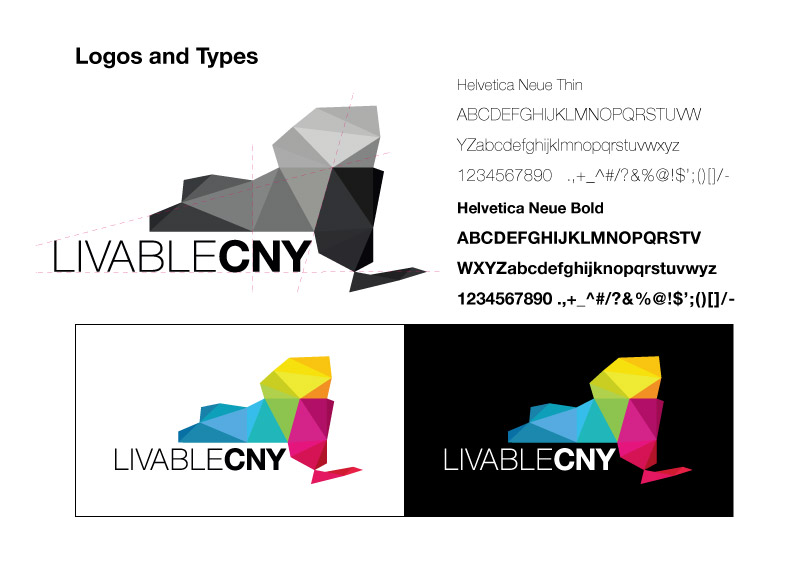 Logos and Types
LIVABLECNY
Helvetica Neue Thin
ABCDEFGHIJKLMNOPQRSTUVW
YZabcdefghijklmnopqrstuvwxyz
1234567890 .,+_^#/?&%@!$’;()[]/-
Helvetica Neue Bold
ABCDEFGHIJKLMNOPQRSTV
WXYZabcdefghijknopqrstuvwyz
1234567890 .,+_^#/?&%@!$’;()[]/-
LIVABLECNY
LIVABLECNY